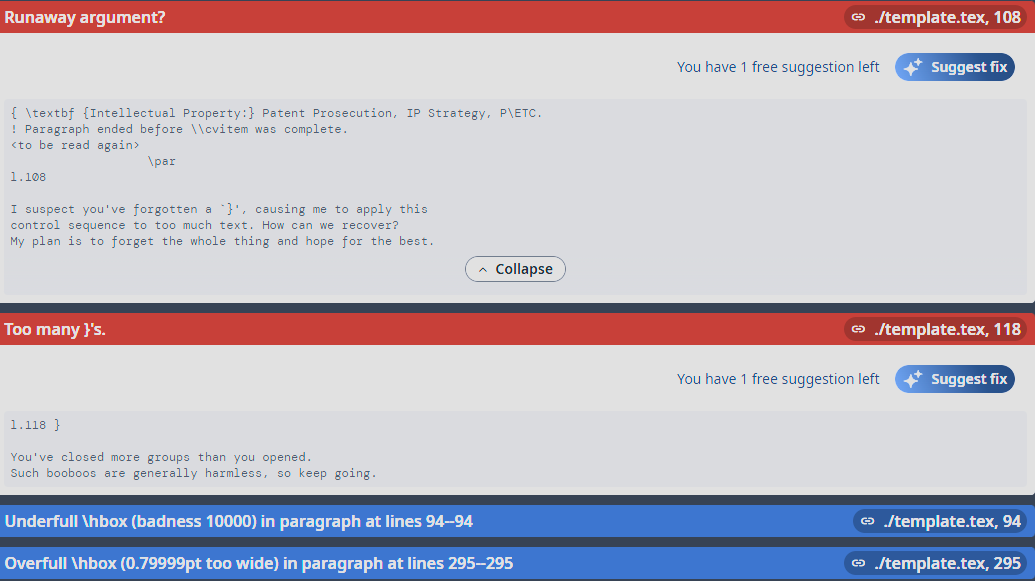 Runaway argument?
./template.tex, 108
You have 1 free suggestion left
Suggest fix
{ \textbf {Intellectual Property:} Patent Prosecution, IP Strategy, P\ETC.
! Paragraph ended before \\cvitem was complete.
<to be read again>
\par
l.108
I suspect you've forgotten a `}', causing me to apply this
control sequence to too much text. How can we recover?
My plan is to forget the whole thing and hope for the best.
Collapse
Too many }'s.
./template.tex, 118
You have 1 free suggestion left
Suggest fix
l.118 }
You've closed more groups than you opened.
Such booboos are generally harmless, so keep going.
Underfull \hbox (badness 10000) in paragraph at lines 94--94
./template.tex, 94
Overfull \hbox (0.79999pt too wide) in paragraph at lines 295--295
./template.tex, 295